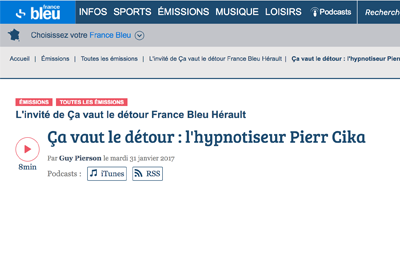 france
bleu
INFOS SPORTS ÉMISSIONS MUSIQUE LOISIRS Podcasts Recherche
Choisissez votre France Bleu
Accueil | Émissions | Toutes les émissions | L'invité de Ça vaut le détour France Bleu Hérault | Ça vaut le détour : l'hypnotiseur Pierr
ÉMISSIONS TOUTES LES ÉMISSIONS
L'invité de Ça vaut le détour France Bleu Hérault
Ça vaut le détour : l'hypnotiseur Pierr Cika
Par Guy Pierson le mardi 31 janvier 2017
8min
Podcasts : iTunes RSS